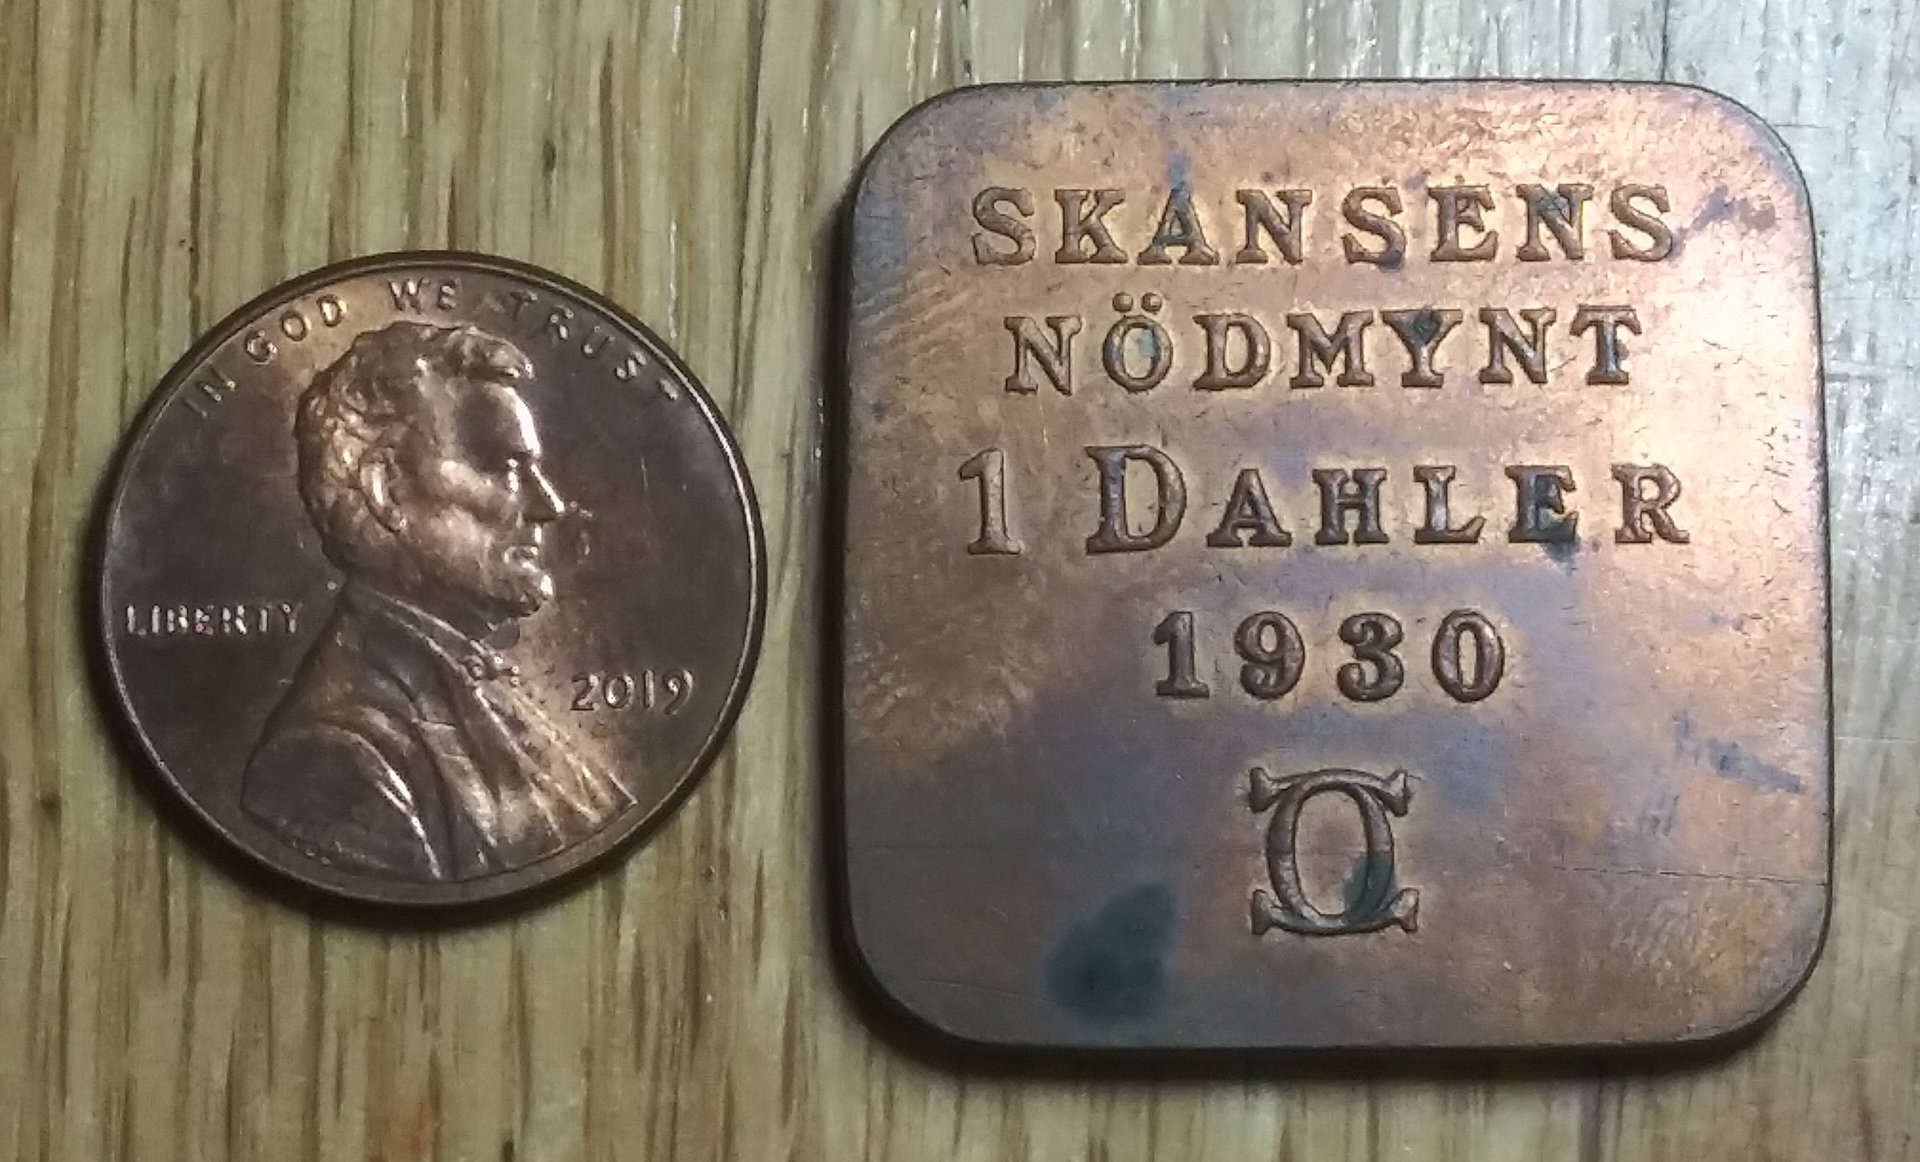 IN GOD WE TRUST
LIBERTY
2019
SKANSENS
NÖDMYNT
1 DAHLER
1930